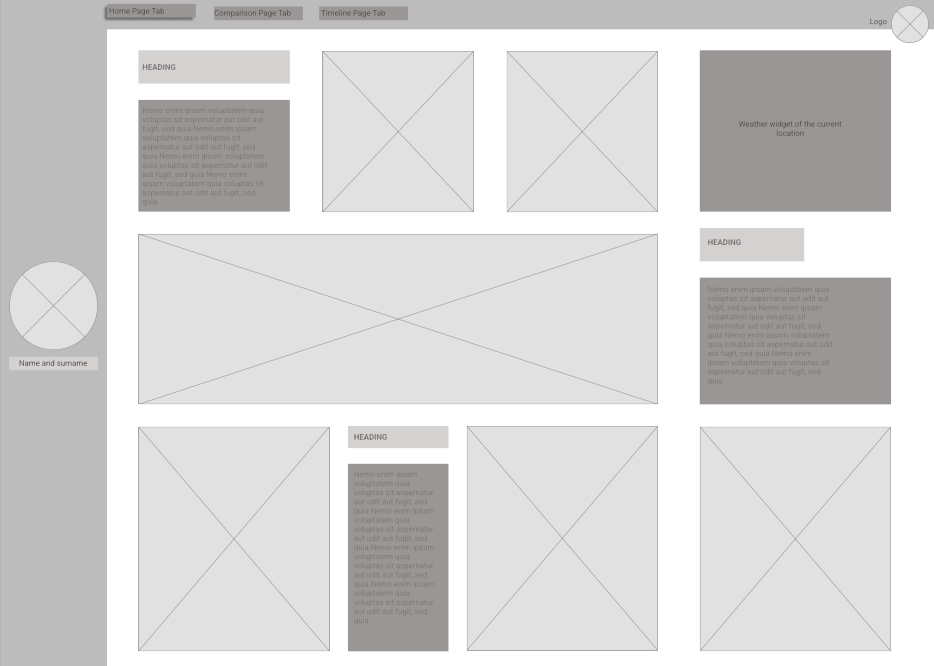 Home Page Tab
Comparison Page Tab
Timeline Page Tab
Logo
HEADING
Nemo enim ipsam voluptatem quia
voluptas sit aspernatur aut odit aut
fugit, sed quia Nemo enim ipsam
voluptatem quia voluptas sit
aspernatur aut odit aut fugit, sed
quia Nemo enim ipsam voluptatem
quia voluptas sit aspernatur aut odit
aut fugit, sed quia Nemo enim
ipsam voluptatem quia voluptas sit
aspernatur aut odit aut fugit, sed
quia
Weather widget of the current
location
HEADING
Nemo enim ipsam voluptatem quia
voluptas sit aspernatur aut odit aut
fugit, sed quia Nemo enim ipsam
voluptatem quia voluptas sit
aspernatur aut odit aut fugit, sed
quia Nemo enim ipsam voluptatem
quia voluptas sit aspernatur aut odit
aut fugit, sed quia Nemo enim
ipsam voluptatem quia voluptas sit
aspernatur aut odit aut fugit, sed
quia
Name and surname
HEADING
Nemo enim ipsam
voluptatem quia
voluptas sit aspernatur
aut odit aut fugit, sed
quia Nemo enim ipsam
voluptatem quia
voluptas sit aspernatur
aut odit aut fugit, sed
quia Nemo enim ipsam
voluptatem quia
voluptas sit aspernatur
aut odit aut fugit, sed
quia Nemo enim ipsam
voluptatem quia
voluptas sit aspernatur
aut odit aut fugit, sed
quia